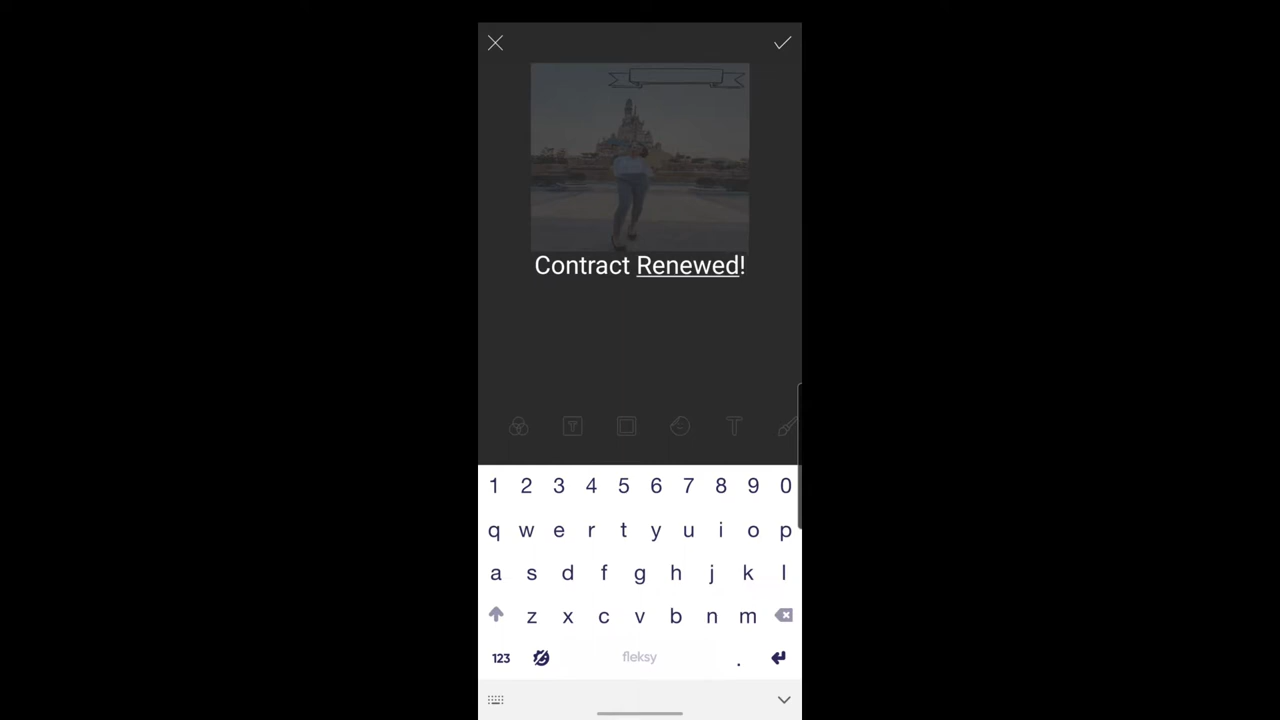 Contract Renewed!
1 2 3 4 5 6 7 8 9 0
q w e r t y u i o p
a s d f g h j k l
z x c v b n m
123 fleksy .